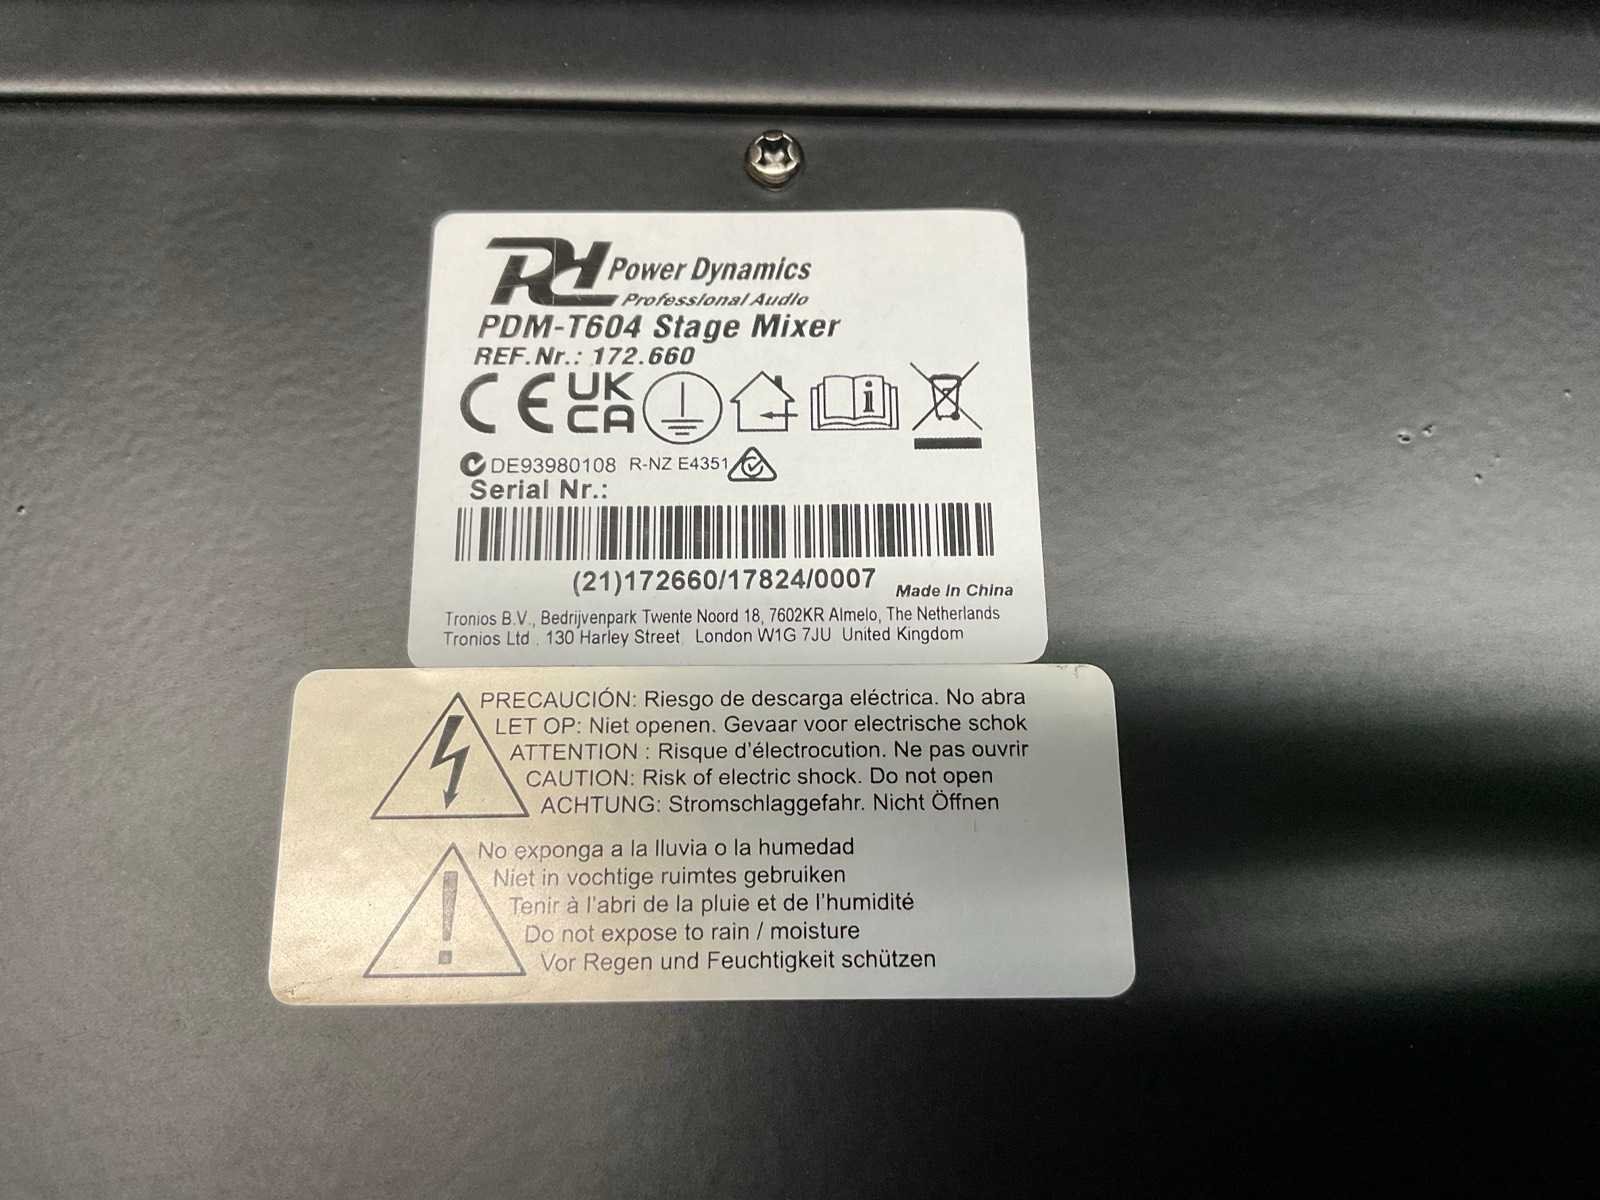 PD Power Dynamics
Professional Audio
PDM-T604 Stage Mixer
REF.Nr.: 172.660
CE UK CA
DE93980108 R-NZ E4351
Serial Nr.:
(21)172660/17824/0007 Made in China
Tronios B.V., Bedrijvenpark Twente Noord 18, 7602KR Almelo, The Netherlands
Tronios Ltd. 130 Harley Street, London W1G 7JU United Kingdom
PRECAUCIÓN: Riesgo de descarga eléctrica. No abra
LET OP: Niet openen. Gevaar voor electrische schok
ATTENTION : Risque d'électrocution. Ne pas ouvrir
CAUTION: Risk of electric shock. Do not open
ACHTUNG: Stromschlaggefahr. Nicht Öffnen
No exponga a la lluvia o la humedad
Niet in vochtige ruimtes gebruiken
Tenir à l'abri de la pluie et de l'humidité
Do not expose to rain / moisture
Vor Regen und Feuchtigkeit schützen